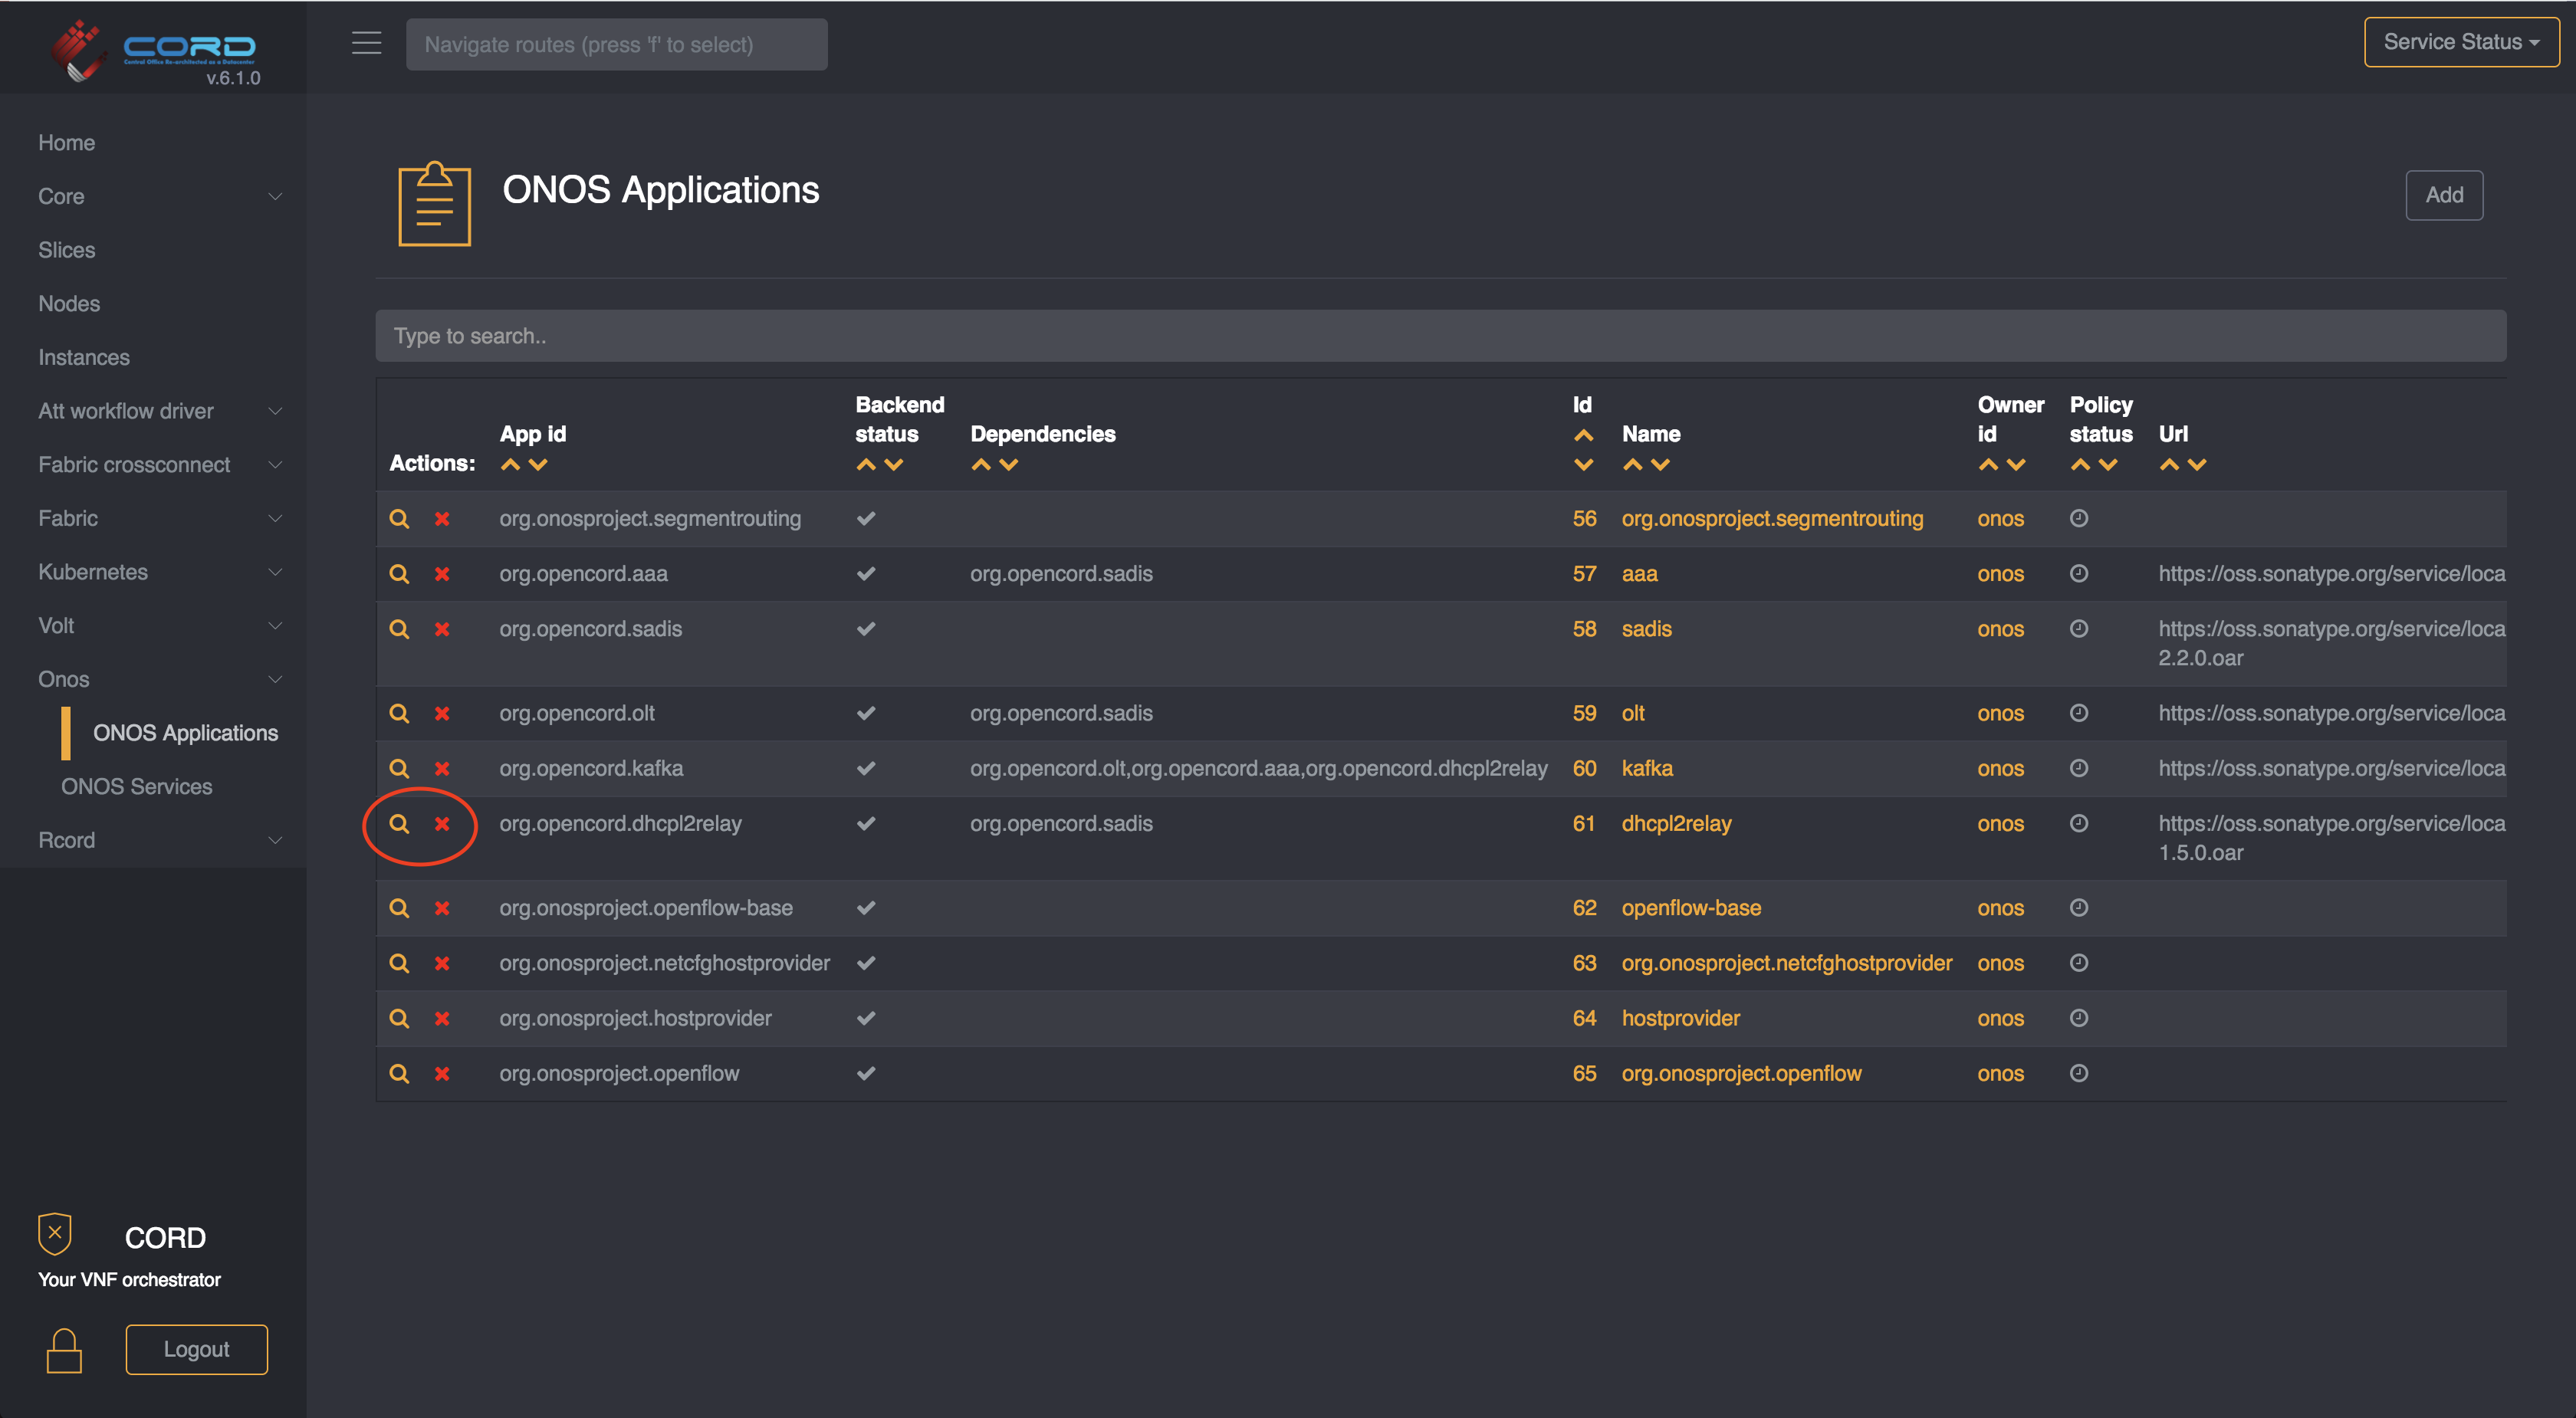 CORD
Central Office Re-architected as a Datacenter
v.6.1.0
Navigate routes (press 'f' to select)
Service Status
Home
Core
Slices
Nodes
Instances
Att workflow driver
Fabric crossconnect
Fabric
Kubernetes
Volt
Onos
ONOS Applications
ONOS Services
Rcord
CORD
Your VNF orchestrator
Logout
ONOS Applications
Add
Type to search..
Actions: App id Backend status Dependencies Id Name Owner id Policy status Url
org.onosproject.segmentrouting 56 org.onosproject.segmentrouting onos
org.opencord.aaa org.opencord.sadis 57 aaa onos https://oss.sonatype.org/service/loca
org.opencord.sadis 58 sadis onos https://oss.sonatype.org/service/loca
2.2.0.oar
org.opencord.olt org.opencord.sadis 59 olt onos https://oss.sonatype.org/service/loca
org.opencord.kafka org.opencord.olt,org.opencord.aaa,org.opencord.dhcpl2relay 60 kafka onos https://oss.sonatype.org/service/loca
org.opencord.dhcpl2relay org.opencord.sadis 61 dhcpl2relay onos https://oss.sonatype.org/service/loca
1.5.0.oar
org.onosproject.openflow-base 62 openflow-base onos
org.onosproject.netcfghostprovider 63 org.onosproject.netcfghostprovider onos
org.onosproject.hostprovider 64 hostprovider onos
org.onosproject.openflow 65 org.onosproject.openflow onos